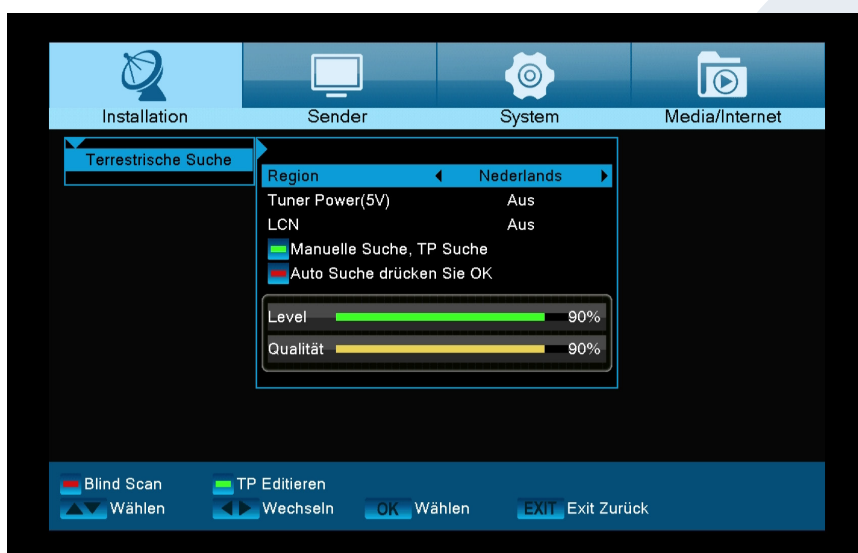 Installation Sender System Media/Internet
Terrestrische Suche
Region Nederlands
Tuner Power(5V) Aus
LCN Aus
Manuelle Suche, TP Suche
Auto Suche drücken Sie OK
Level 90%
Qualität 90%
Blind Scan TP Editieren
Wählen Wechseln OK Wählen EXIT Exit Zurück